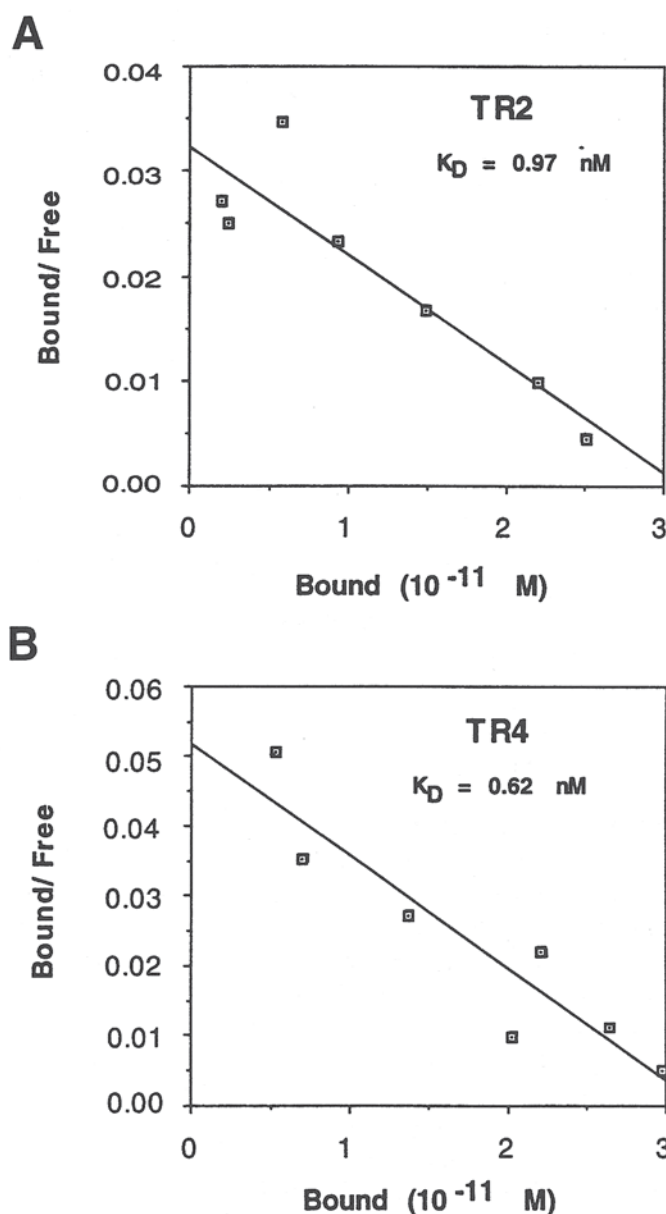 A
0.04
TR2
K_D = 0.97 nM
0.03
Bound/ Free
0.02
0.01
0.00
0 1 2 3
Bound (10^-11 M)
B
0.06
TR4
K_D = 0.62 nM
0.05
0.04
Bound/ Free
0.03
0.02
0.01
0.00
0 1 2 3
Bound (10^-11 M)